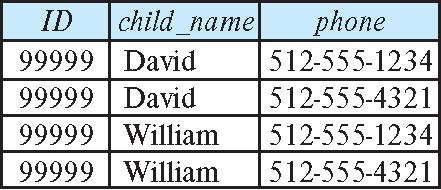 ID child_name phone
99999 David 512-555-1234
99999 David 512-555-4321
99999 William 512-555-1234
99999 William 512-555-4321